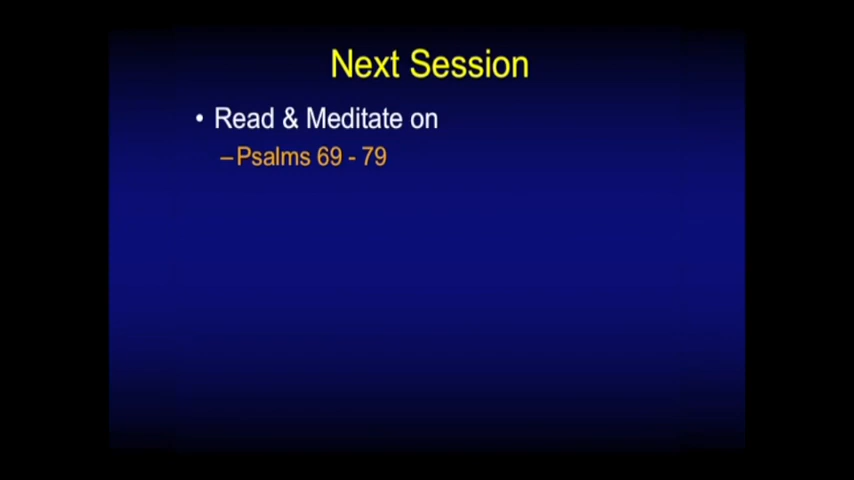 Next Session
• Read & Meditate on
–Psalms 69 - 79